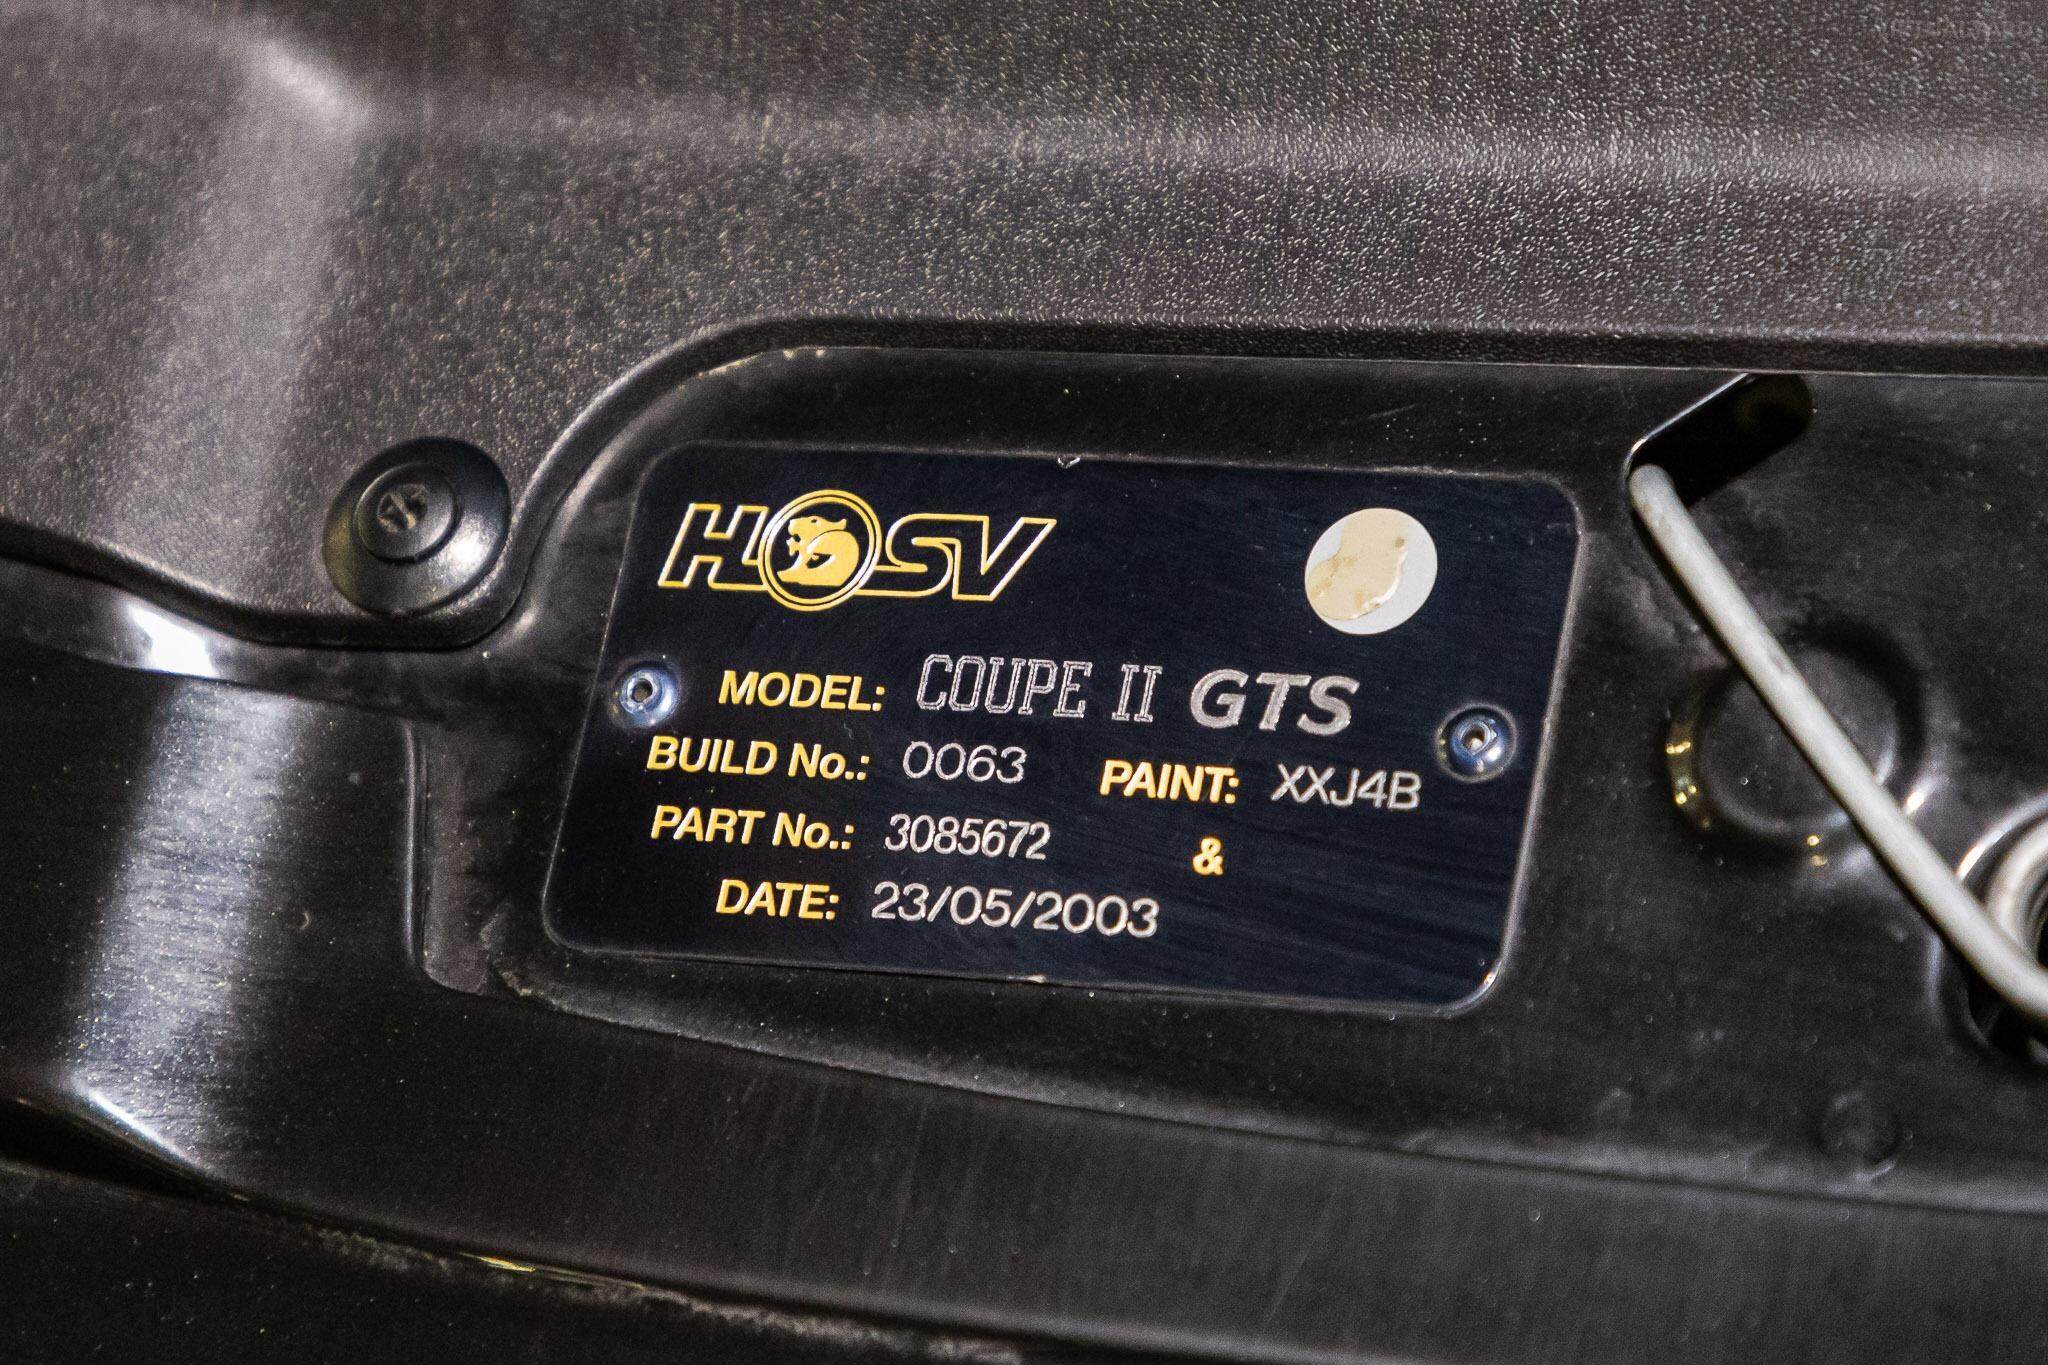 HSV
MODEL: COUPE II GTS
BUILD No.: 0063 PAINT: XXJ4B
PART No.: 3085672 &
DATE: 23/05/2003